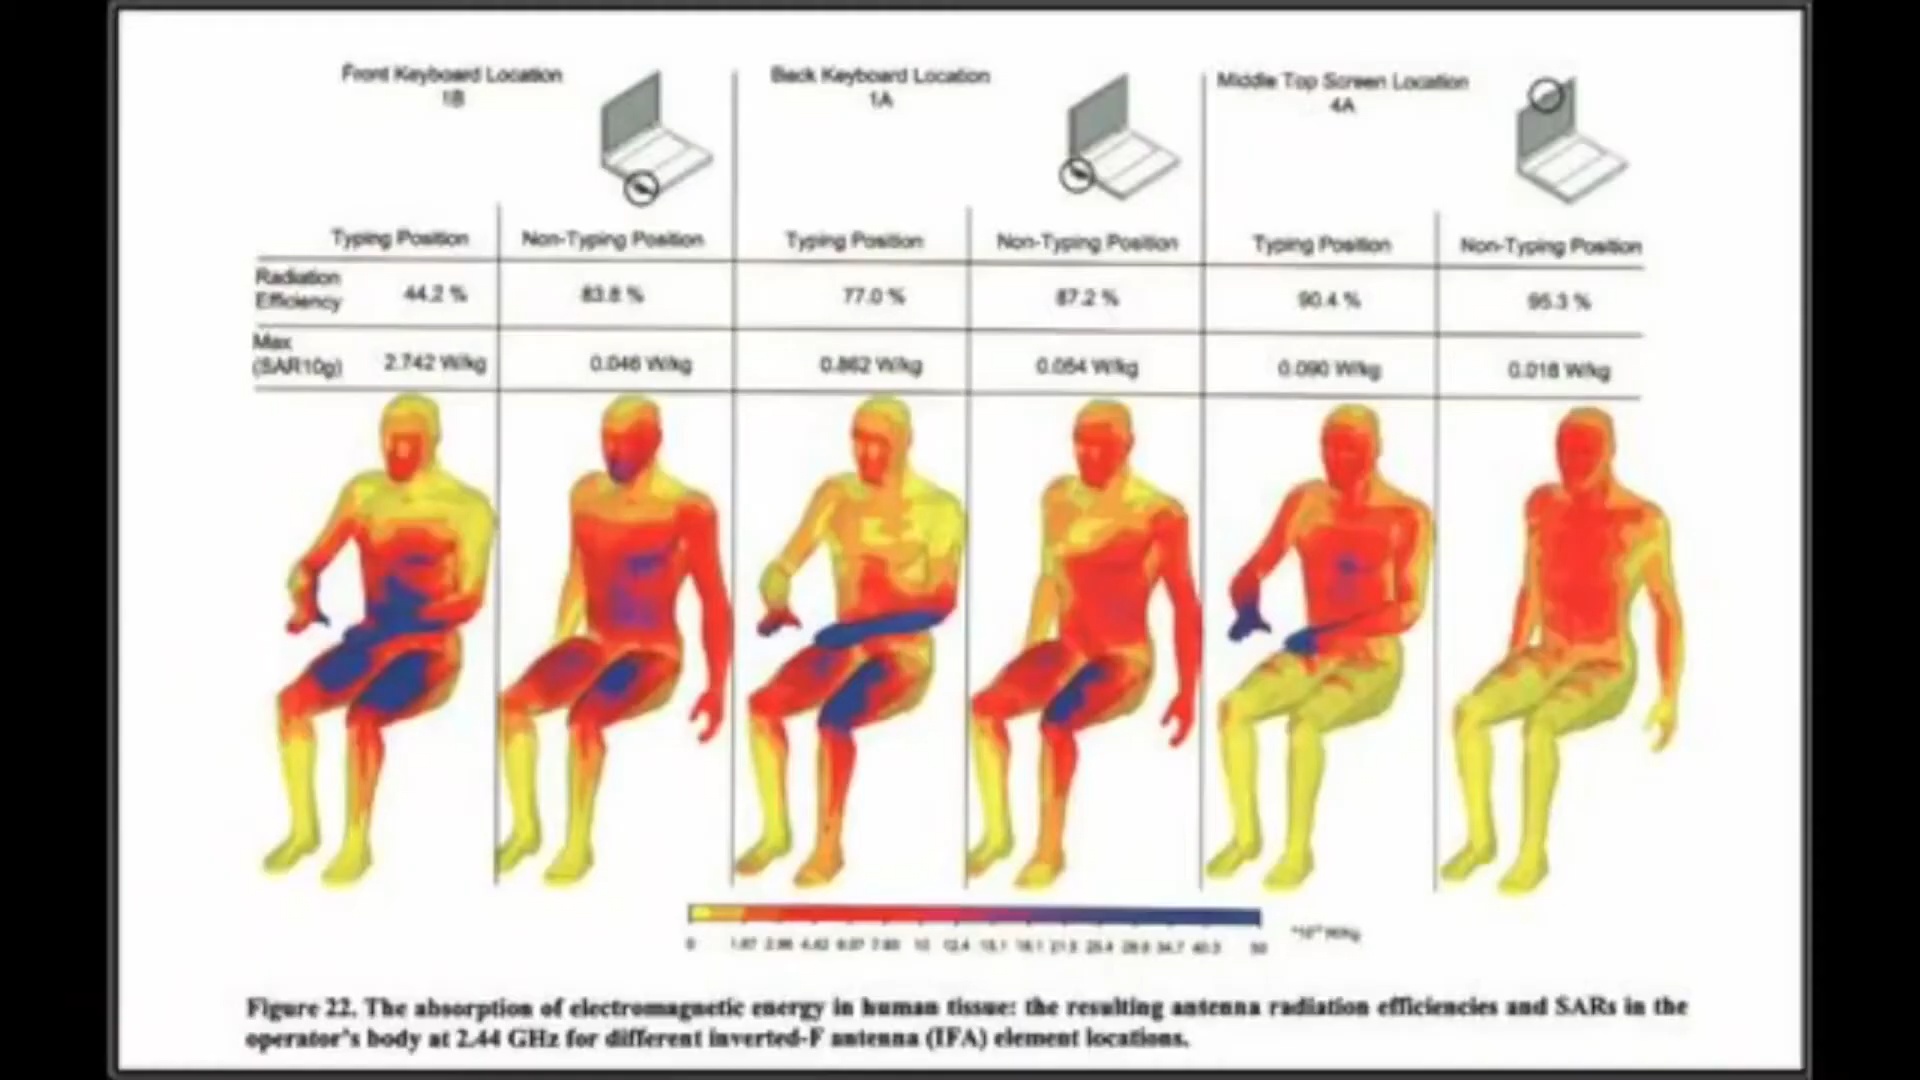 Front Keyboard Location
1B
Back Keyboard Location
1A
Middle Top Screen Location
4A
Typing Position
Non-Typing Position
Typing Position
Non-Typing Position
Typing Position
Non-Typing Position
Radiation
Efficiency
44.2 %
83.8 %
77.0 %
87.2 %
90.4 %
95.3 %
Max
(SAR10g)
2.742 W/kg
0.046 W/kg
0.862 W/kg
0.054 W/kg
0.090 W/kg
0.018 W/kg
0 10 12.4 50
Figure 22. The absorption of electromagnetic energy in human tissue: the resulting antenna radiation efficiencies and SARs in the
operator's body at 2.44 GHz for different inverted-F antenna (IFA) element locations.